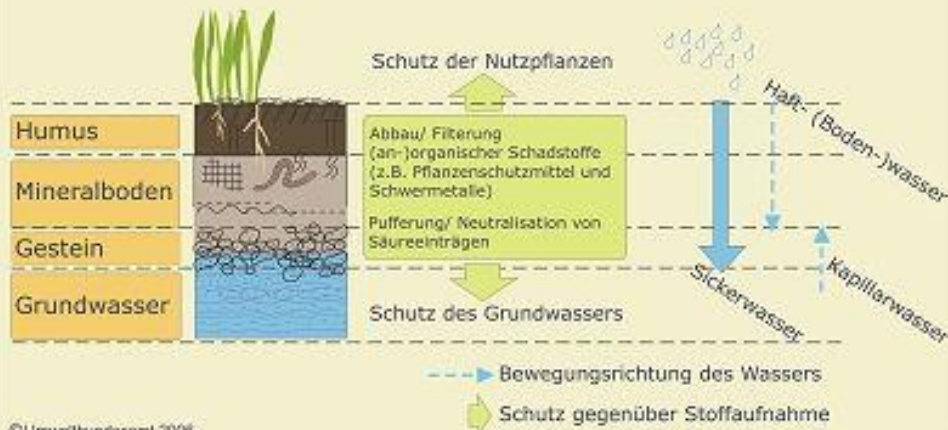 Schutz der Nutzpflanzen
Humus
Mineralboden
Gestein
Grundwasser
Abbau/ Filterung
(an-)organischer Schadstoffe
(z.B. Pflanzenschutzmittel und
Schwermetalle)
Pufferung/ Neutralisation von
Säureeinträgen
Schutz des Grundwassers
Haft- (Boden-)wasser
Sickerwasser
Kapillarwasser
Bewegungsrichtung des Wassers
Schutz gegenüber Stoffaufnahme